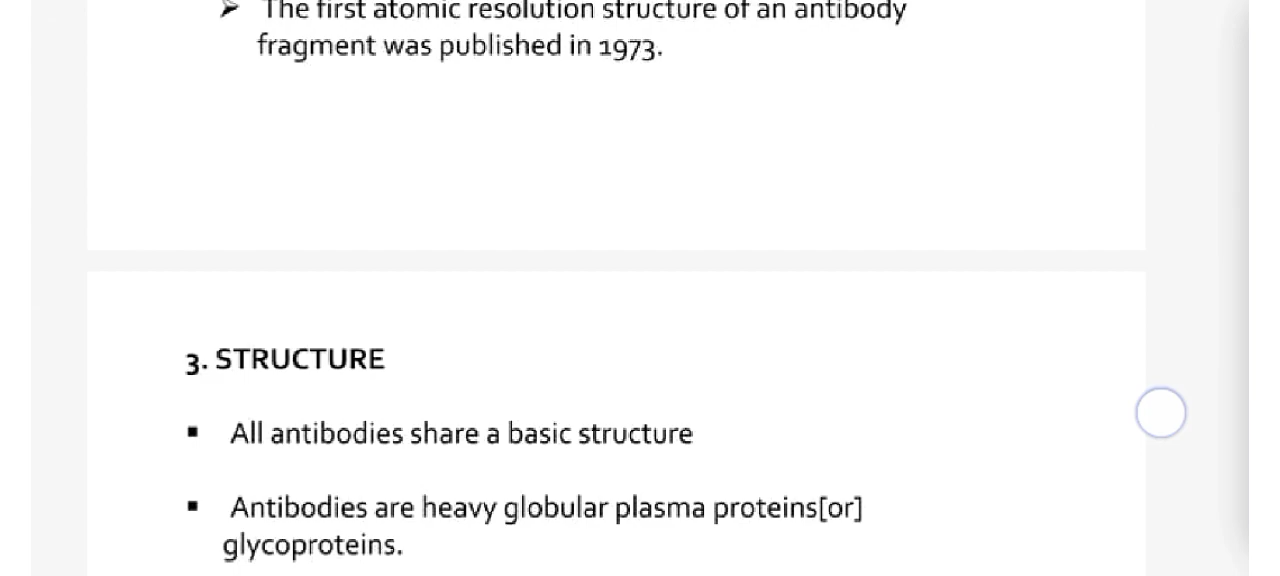 ➤ The first atomic resolution structure of an antibody
fragment was published in 1973.
3. STRUCTURE
▪ All antibodies share a basic structure
▪ Antibodies are heavy globular plasma proteins[or]
glycoproteins.